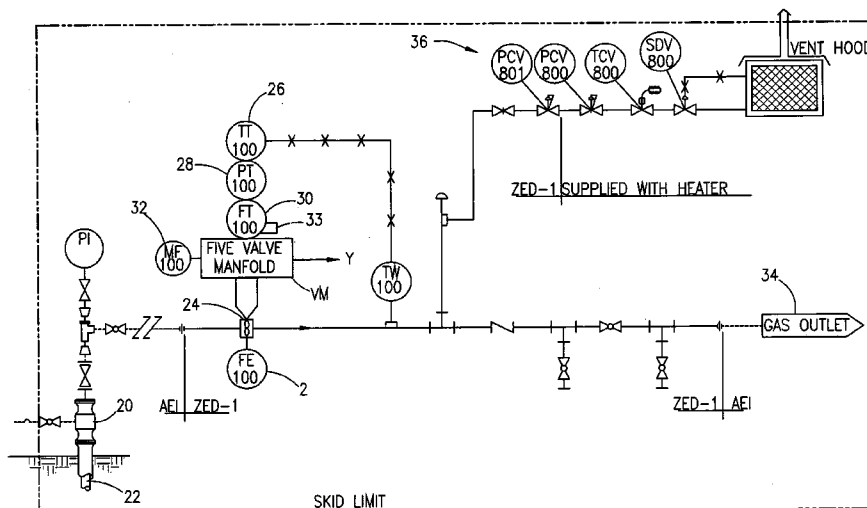 36
PCV
801
PCV
800
TCV
800
SDV
800
VENT HOOD
26
TT
100
28
PT
100
30
FT
100
33
ZED-1 SUPPLIED WITH HEATER
32
MF
100
FIVE VALVE
MANFOLD
Y
VM
PI
TW
100
24
34
GAS OUTLET
FE
100
2
AEI ZED-1
ZED-1 AEI
20
22
SKID LIMIT